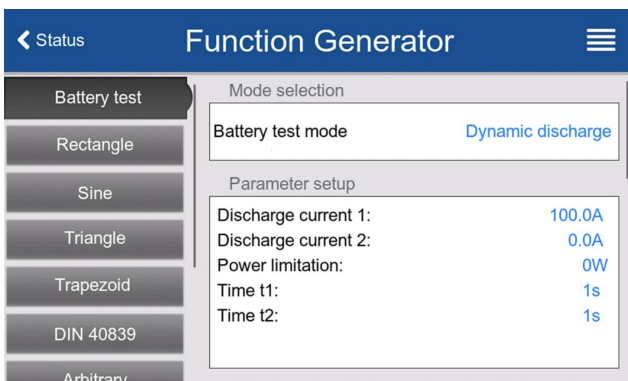 Status
Function Generator
Battery test
Rectangle
Sine
Triangle
Trapezoid
DIN 40839
Arbitrary
Mode selection
Battery test mode Dynamic discharge
Parameter setup
Discharge current 1: 100.0A
Discharge current 2: 0.0A
Power limitation: 0W
Time t1: 1s
Time t2: 1s